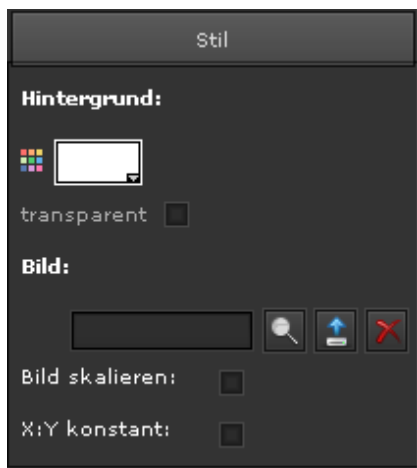 Stil
Hintergrund:
transparent
Bild:
Bild skalieren:
X:Y konstant: